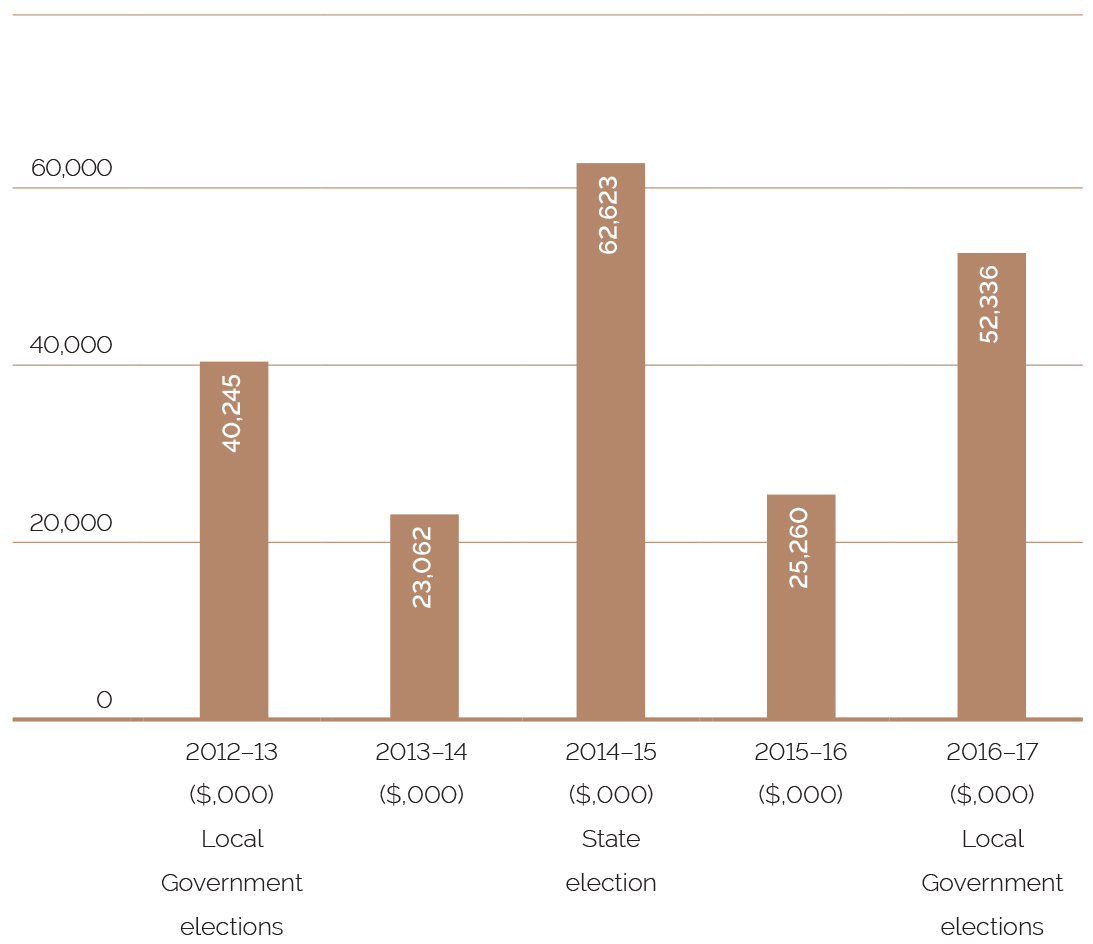 60,000
40,000
20,000
0
40,245
23,062
62,623
25,260
52,336
2012–13
($,000)
Local
Government
elections
2013–14
($,000)
2014–15
($,000)
State
election
2015–16
($,000)
2016–17
($,000)
Local
Government
elections